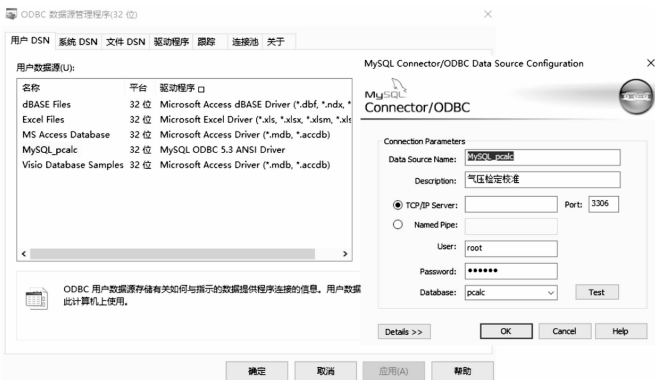 ODBC 数据源管理程序(32 位)
用户 DSN 系统 DSN 文件 DSN 驱动程序 跟踪 连接池 关于
用户数据源(U):
名称 平台 驱动程序
dBASE Files 32 位 Microsoft Access dBASE Driver (*.dbf, *.ndx, *
Excel Files 32 位 Microsoft Excel Driver (*.xls, *.xlsx, *.xlsm, *.xls
MS Access Database 32 位 Microsoft Access Driver (*.mdb, *.accdb)
MySQL_pcalc 32 位 MySQL ODBC 5.3 ANSI Driver
Visio Database Samples 32 位 Microsoft Access Driver (*.mdb, *.accdb)
ODBC 用户数据源存储有关如何与指示的数据提供程序连接的信息。用户数据
此计算机上使用。
确定 取消 应用(A) 帮助
MySQL Connector/ODBC Data Source Configuration
MySQL
Connector/ODBC
Connection Parameters
Data Source Name: MySQL_pcalc
Description: 气压检定校准
TCP/IP Server: Port: 3306
Named Pipe:
User: root
Password: ●●●●●●
Database: pcalc Test
Details >> OK Cancel Help